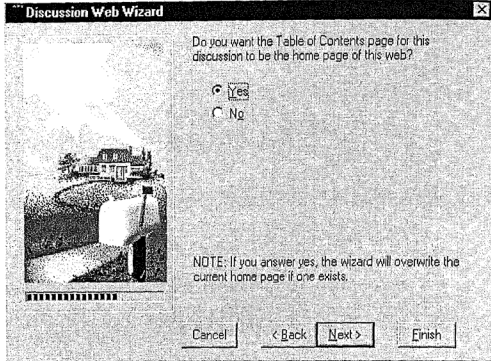 Discussion Web Wizard
Do you want the Table of Contents page for this
discussion to be the home page of this web?
Yes
No
NOTE: If you answer yes, the wizard will overwrite the
current home page if one exists.
Cancel
< Back
Next >
Finish